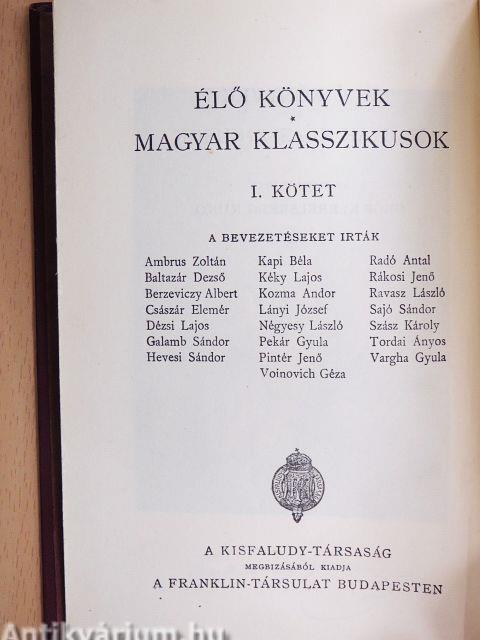 ÉLŐ KÖNYVEK
*
MAGYAR KLASSZIKUSOK
I. KÖTET
A BEVEZETÉSEKET IRTÁK
Ambrus Zoltán
Baltazár Dezső
Berzeviczy Albert
Császár Elemér
Dézsi Lajos
Galamb Sándor
Hevesi Sándor
Kapi Béla
Kéky Lajos
Kozma Andor
Lányi József
Négyesy László
Pekár Gyula
Pintér Jenő
Voinovich Géza
Radó Antal
Rákosi Jenő
Ravasz László
Sajó Sándor
Szász Károly
Tordai Ányos
Vargha Gyula
A KISFALUDY-TÁRSASÁG
MEGBIZÁSÁBÓL KIADJA
A FRANKLIN-TÁRSULAT BUDAPESTEN
Antikvárium.hu